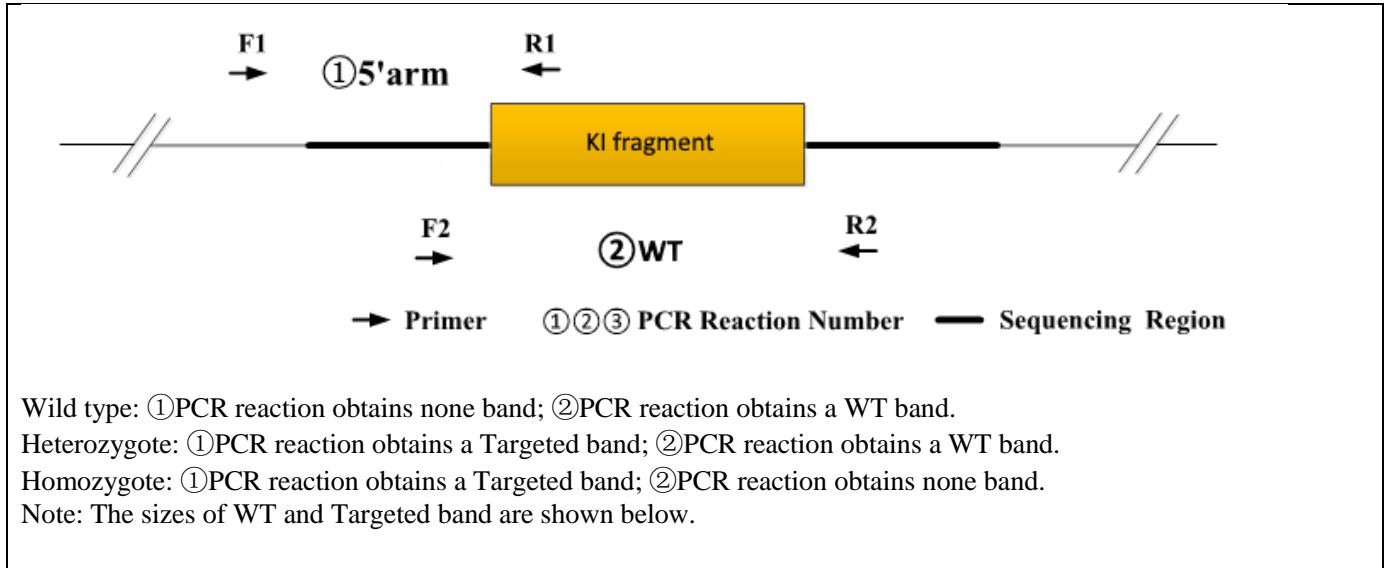 F1 R1
①5'arm
KI fragment
F2 R2
②WT
Primer ①②③ PCR Reaction Number Sequencing Region
Wild type: ①PCR reaction obtains none band; ②PCR reaction obtains a WT band.
Heterozygote: ①PCR reaction obtains a Targeted band; ②PCR reaction obtains a WT band.
Homozygote: ①PCR reaction obtains a Targeted band; ②PCR reaction obtains none band.
Note: The sizes of WT and Targeted band are shown below.